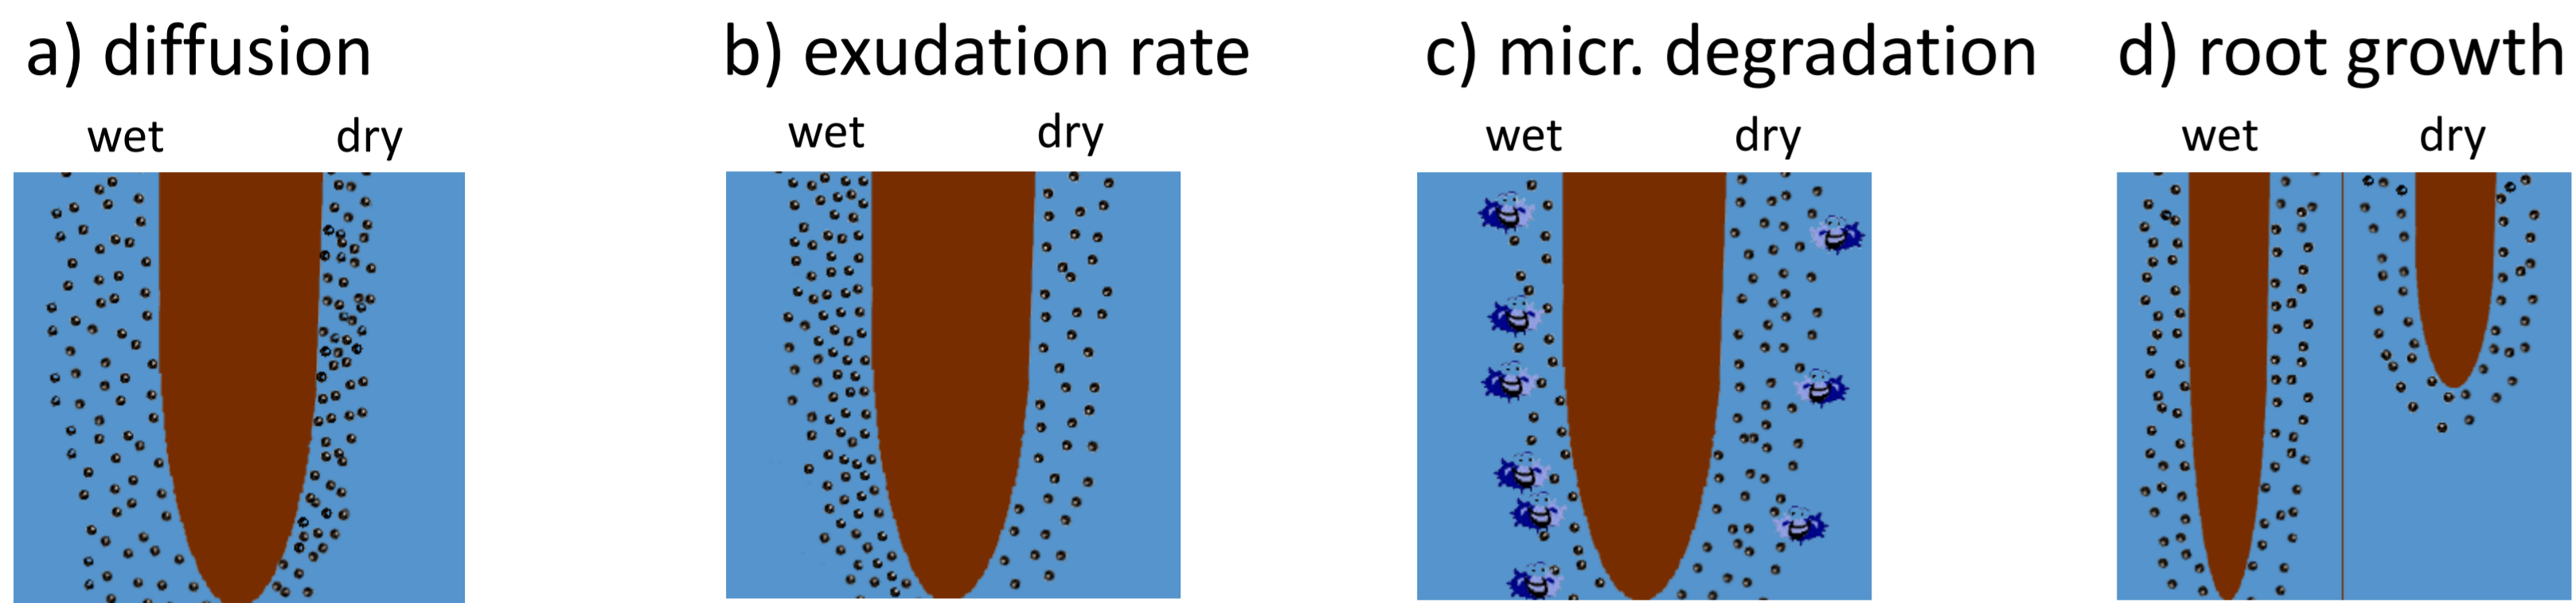 a) diffusion
b) exudation rate
c) micr. degradation
d) root growth
wet dry
wet dry
wet dry
wet dry